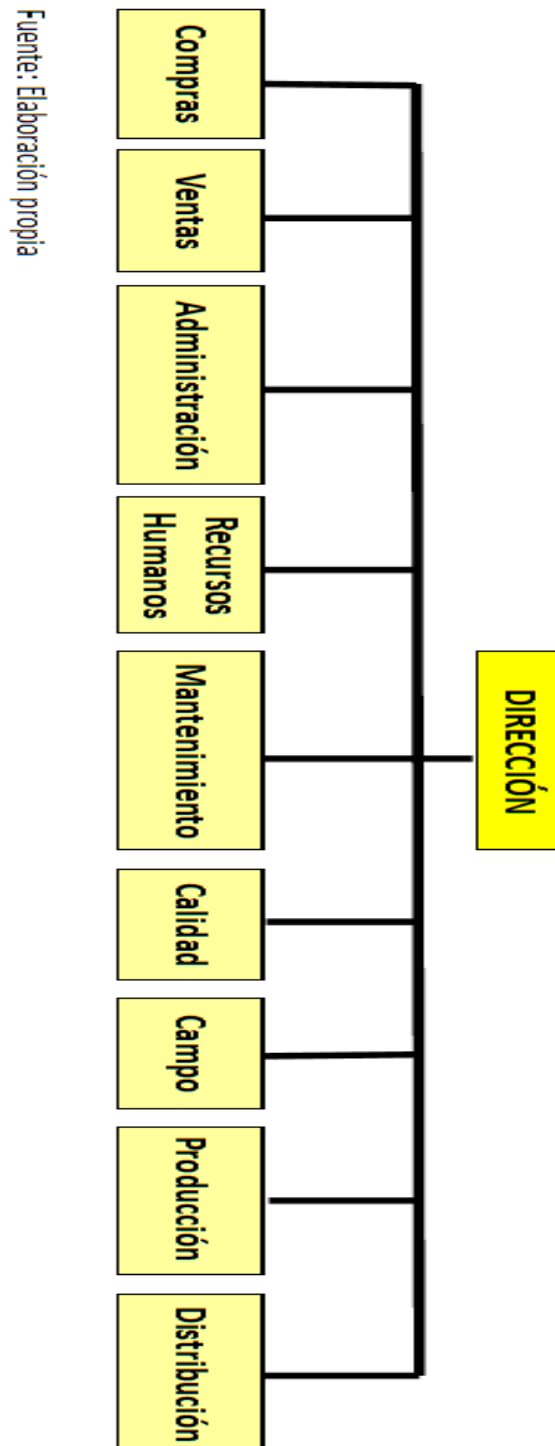 DIRECCIÓN
Compras
Ventas
Administración
Recursos
Humanos
Mantenimiento
Calidad
Campo
Producción
Distribución
Fuente: Elaboración propia